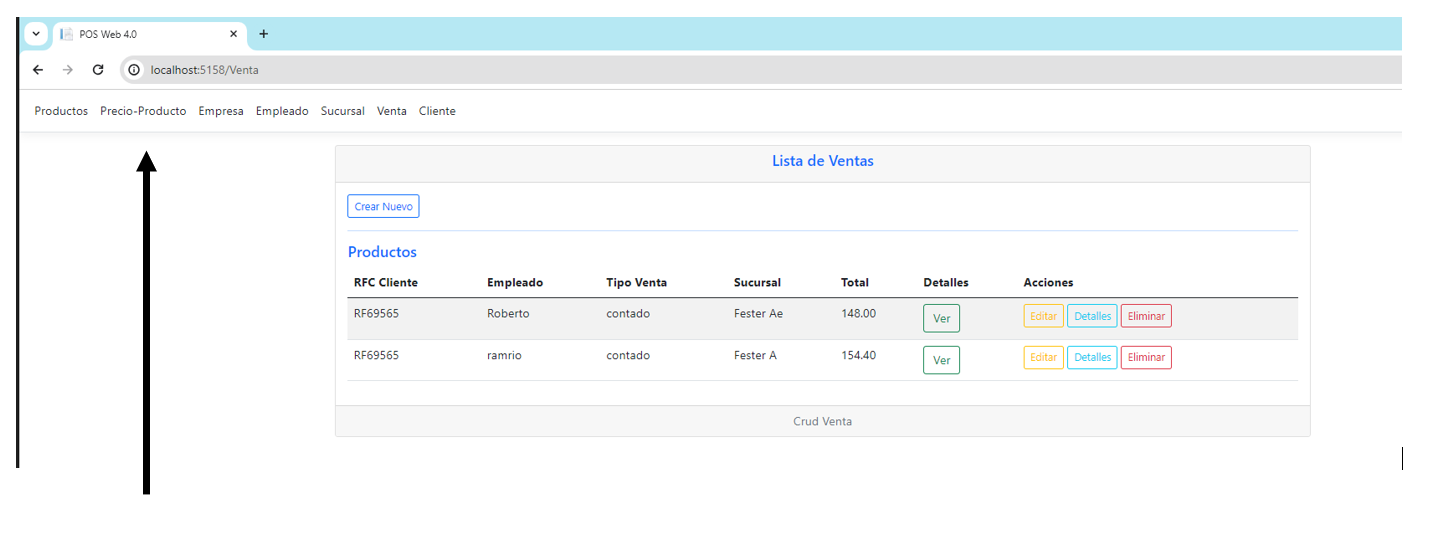 POS Web 4.0
localhost:5158/Venta
Productos Precio-Producto Empresa Empleado Sucursal Venta Cliente
Lista de Ventas
Crear Nuevo
Productos
RFC Cliente Empleado Tipo Venta Sucursal Total Detalles Acciones
RF69565 Roberto contado Fester Ae 148.00 Ver Editar Detalles Eliminar
RF69565 ramrio contado Fester A 154.40 Ver Editar Detalles Eliminar
Crud Venta